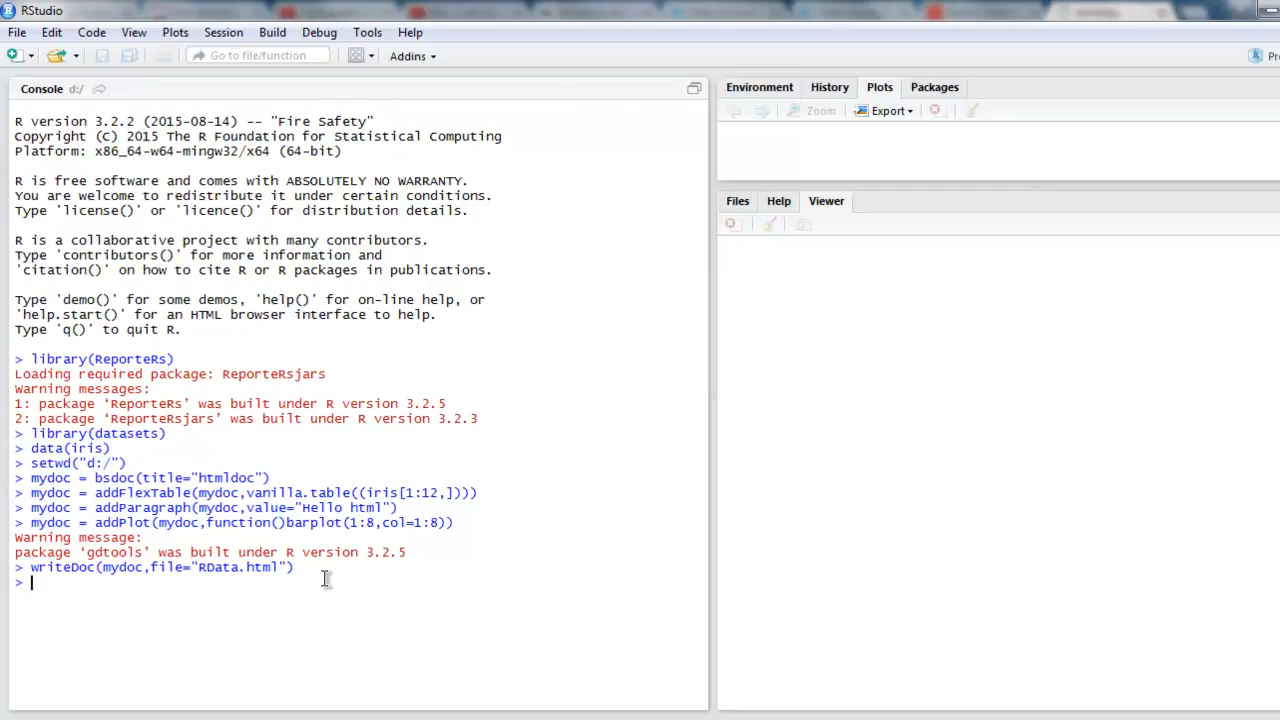 RStudio
File Edit Code View Plots Session Build Debug Tools Help
Go to file/function Addins
Console d:/
R version 3.2.2 (2015-08-14) -- "Fire Safety"
Copyright (C) 2015 The R Foundation for Statistical Computing
Platform: x86_64-w64-mingw32/x64 (64-bit)
R is free software and comes with ABSOLUTELY NO WARRANTY.
You are welcome to redistribute it under certain conditions.
Type 'license()' or 'licence()' for distribution details.
R is a collaborative project with many contributors.
Type 'contributors()' for more information and
'citation()' on how to cite R or R packages in publications.
Type 'demo()' for some demos, 'help()' for on-line help, or
'help.start()' for an HTML browser interface to help.
Type 'q()' to quit R.
> library(ReporteRs)
Loading required package: ReporteRsjars
Warning messages:
1: package ‘ReporteRs’ was built under R version 3.2.5
2: package ‘ReporteRsjars’ was built under R version 3.2.3
> library(datasets)
> data(iris)
> setwd("d:/")
> mydoc = bsdoc(title="htmldoc")
> mydoc = addFlexTable(mydoc,vanilla.table((iris[1:12,])))
> mydoc = addParagraph(mydoc,value="Hello html")
> mydoc = addPlot(mydoc,function()barplot(1:8,col=1:8))
Warning message:
package ‘gdtools’ was built under R version 3.2.5
> writeDoc(mydoc,file="RData.html")
>
Environment History Plots Packages
Zoom Export
Files Help Viewer